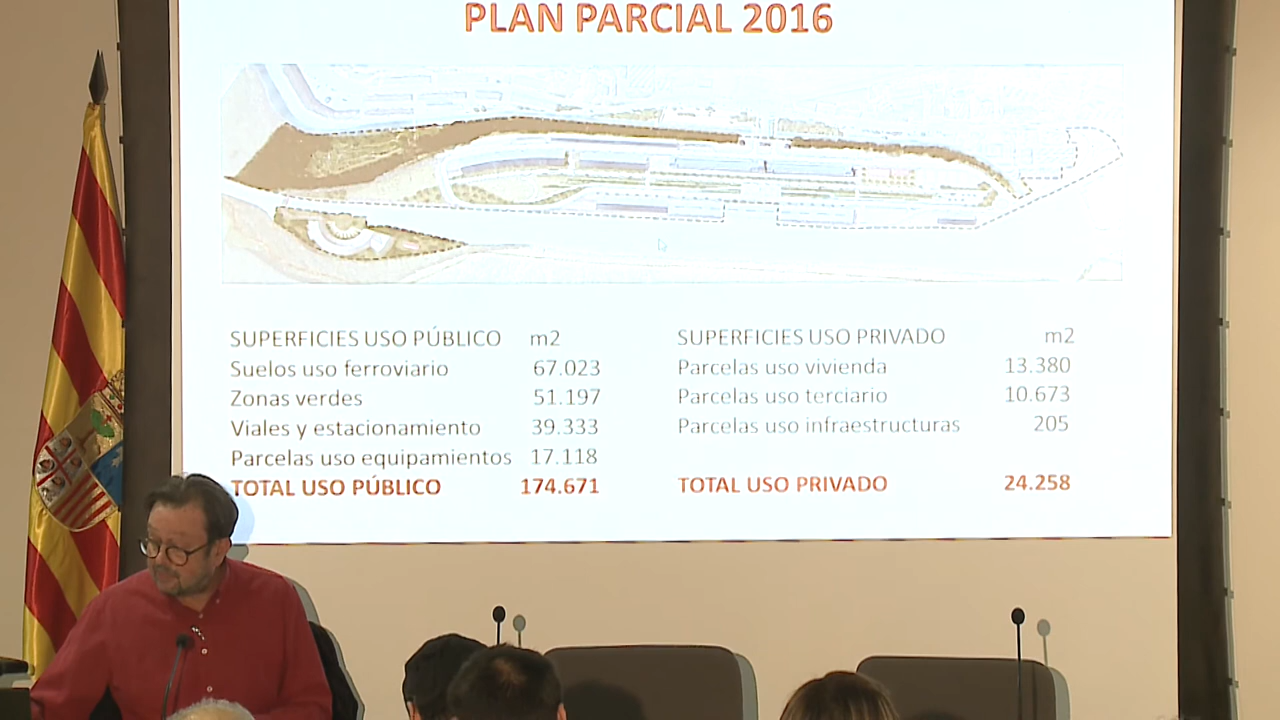 PLAN PARCIAL 2016
SUPERFICIES USO PÚBLICO m2
Suelos uso ferroviario 67.023
Zonas verdes 51.197
Viales y estacionamiento 39.333
Parcelas uso equipamientos 17.118
TOTAL USO PÚBLICO 174.671
SUPERFICIES USO PRIVADO m2
Parcelas uso vivienda 13.380
Parcelas uso terciario 10.673
Parcelas uso infraestructuras 205
TOTAL USO PRIVADO 24.258